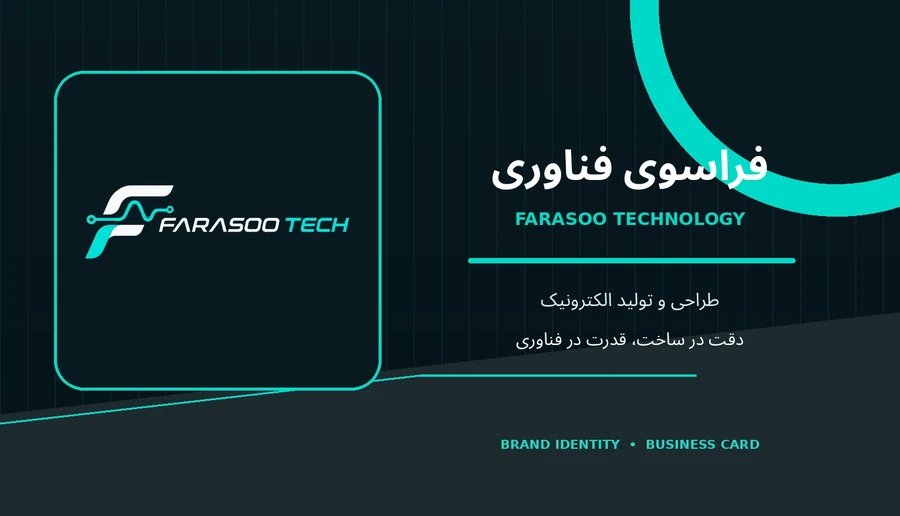 FARASOO TECH
فراسوی فناوری
FARASOO TECHNOLOGY
طراحی و تولید الکترونیک
دقت در ساخت، قدرت در فناوری
BRAND IDENTITY • BUSINESS CARD